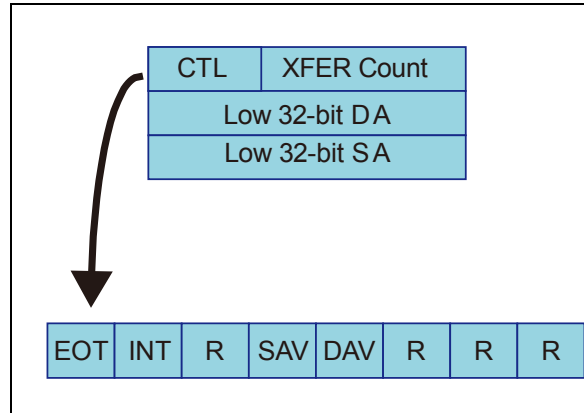 CTL XFER Count
Low 32-bit DA
Low 32-bit SA
EOT INT R SAV DAV R R R